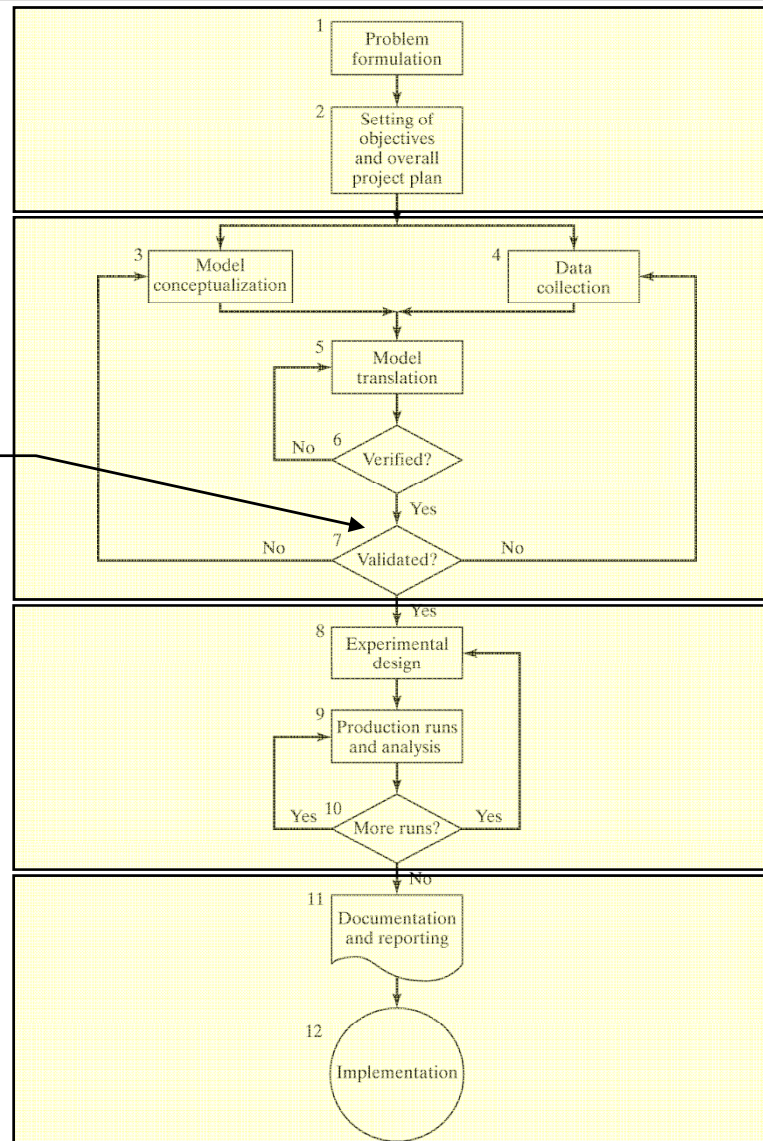 1
Problem
formulation
2
Setting of
objectives
and overall
project plan
3
Model
conceptualization
4
Data
collection
5
Model
translation
6
No
Verified?
Yes
7
No
Validated?
No
Yes
8
Experimental
design
9
Production runs
and analysis
10
Yes
More runs?
Yes
No
11
Documentation
and reporting
12
Implementation